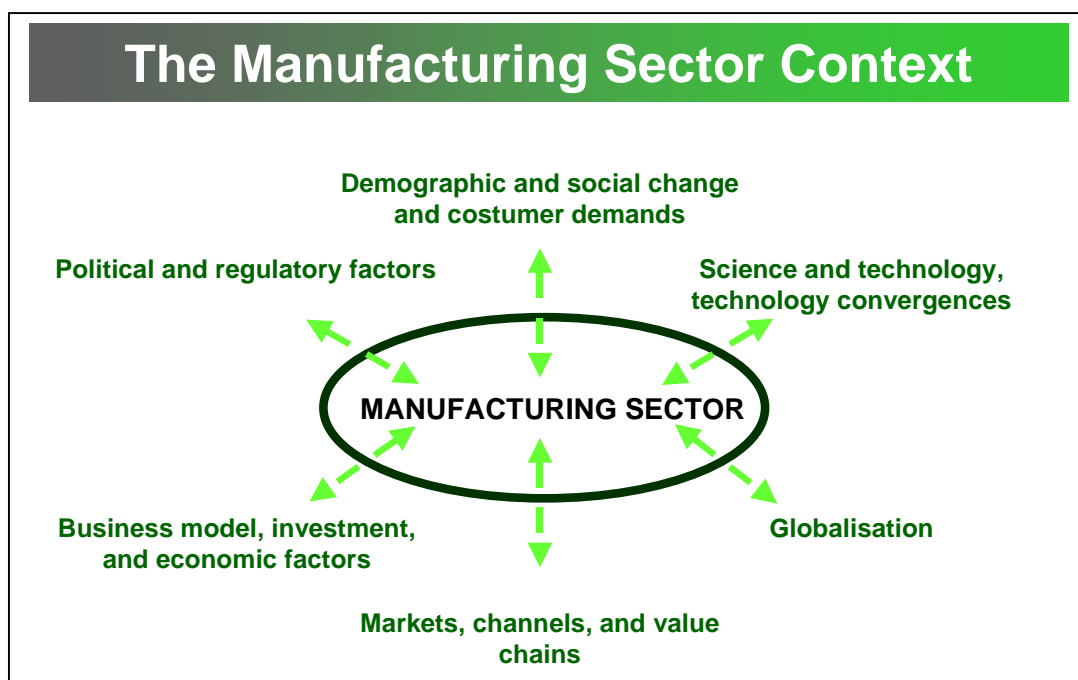 The Manufacturing Sector Context
Demographic and social change
and costumer demands
Political and regulatory factors
Science and technology,
technology convergences
MANUFACTURING SECTOR
Business model, investment,
and economic factors
Globalisation
Markets, channels, and value
chains